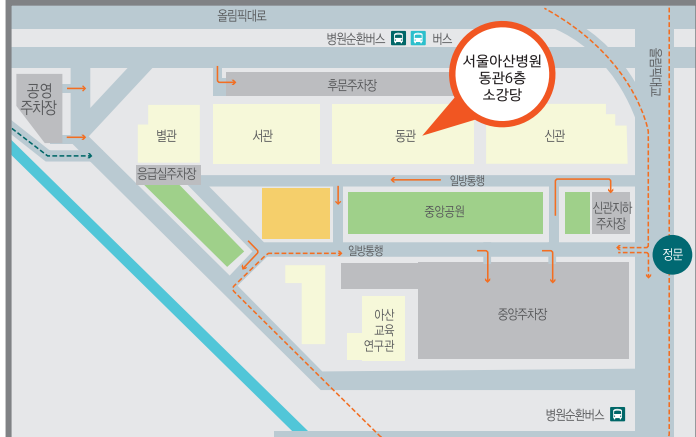 올림픽대로
병원순환버스 버스
서울아산병원
동관6층
소강당
올림픽대교
공영
주차장
후문주차장
별관
서관
동관
신관
응급실주차장
일방통행
중앙공원
신관지하
주차장
일방통행
정문
아산
교육
연구관
중앙주차장
병원순환버스